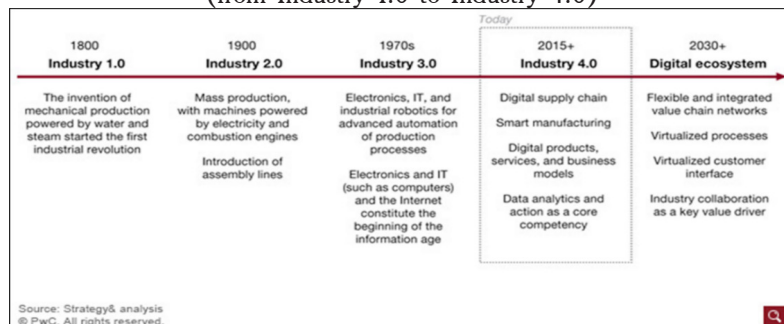 (from Industry 1.0 to Industry 4.0)
Today
1800
Industry 1.0
The invention of
mechanical production
powered by water and
steam started the first
industrial revolution
1900
Industry 2.0
Mass production,
with machines powered
by electricity and
combustion engines
Introduction of
assembly lines
1970s
Industry 3.0
Electronics, IT, and
industrial robotics for
advanced automation
of production
processes
Electronics and IT
(such as computers)
and the Internet
constitute the
beginning of the
information age
2015+
Industry 4.0
Digital supply chain
Smart manufacturing
Digital products,
services, and business
models
Data analytics and
action as a core
competency
2030+
Digital ecosystem
Flexible and integrated
value chain networks
Virtualized processes
Virtualized customer
interface
Industry collaboration
as a key value driver
Source: Strategy& analysis
© PwC. All rights reserved.